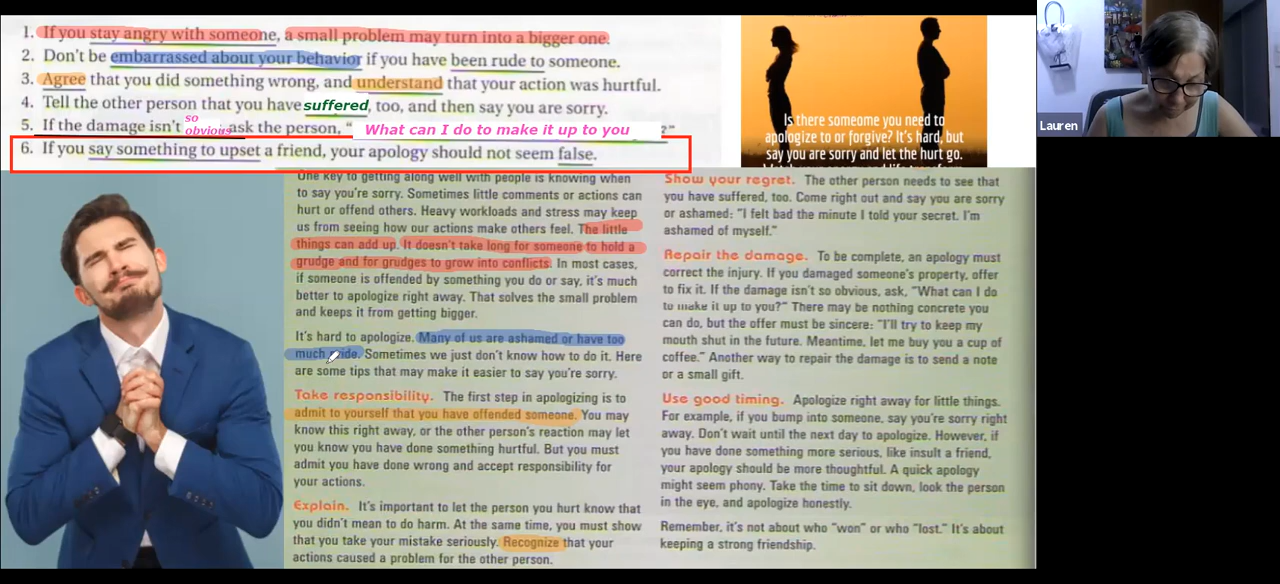 1. If you stay angry with someone, a small problem may turn into a bigger one.
2. Don't be embarrassed about your behavior if you have been rude to someone.
3. Agree that you did something wrong, and understand that your action was hurtful.
4. Tell the other person that you have suffered, too, and then say you are sorry.
5. If the damage isn't so obvious ask the person, "What can I do to make it up to you ?"
6. If you say something to upset a friend, your apology should not seem false.
Is there someome you need to
apologize to or forgive? It's hard, but
say you are sorry and let the hurt go.
Lauren
One key to getting along well with people is knowing when
to say you're sorry. Sometimes little comments or actions can
hurt or offend others. Heavy workloads and stress may keep
us from seeing how our actions make others feel. The little
things can add up. It doesn't take long for someone to hold a
grudge and for grudges to grow into conflicts. In most cases,
if someone is offended by something you do or say, it's much
better to apologize right away. That solves the small problem
and keeps it from getting bigger.
It's hard to apologize. Many of us are ashamed or have too
much pride. Sometimes we just don't know how to do it. Here
are some tips that may make it easier to say you're sorry.
Take responsibility. The first step in apologizing is to
admit to yourself that you have offended someone. You may
know this right away, or the other person's reaction may let
you know you have done something hurtful. But you must
admit you have done wrong and accept responsibility for
your actions.
Explain. It's important to let the person you hurt know that
you didn't mean to do harm. At the same time, you must show
that you take your mistake seriously. Recognize that your
actions caused a problem for the other person.
Show your regret. The other person needs to see that
you have suffered, too. Come right out and say you are sorry
or ashamed: "I felt bad the minute I told your secret. I'm
ashamed of myself."
Repair the damage. To be complete, an apology must
correct the injury. If you damaged someone's property, offer
to fix it. If the damage isn't so obvious, ask, "What can I do
to make it up to you?" There may be nothing concrete you
can do, but the offer must be sincere: "I'll try to keep my
mouth shut in the future. Meantime, let me buy you a cup of
coffee." Another way to repair the damage is to send a note
or a small gift.
Use good timing. Apologize right away for little things.
For example, if you bump into someone, say you're sorry right
away. Don't wait until the next day to apologize. However, if
you have done something more serious, like insult a friend,
your apology should be more thoughtful. A quick apology
might seem phony. Take the time to sit down, look the person
in the eye, and apologize honestly.
Remember, it's not about who "won" or who "lost." It's about
keeping a strong friendship.